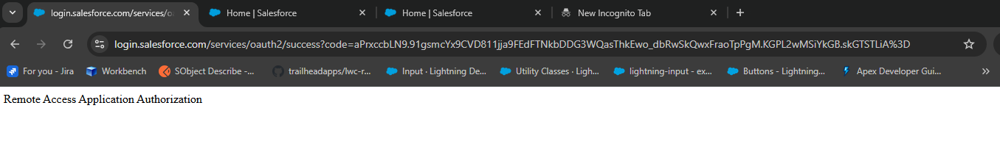 login.salesforce.com/services/o
Home | Salesforce
Home | Salesforce
New Incognito Tab
login.salesforce.com/services/oauth2/success?code=aPrxccbLN9.91gsmcYx9CVD811jja9FEdFTNkbDDG3WQasThkEwo_dbRwSkQwxFraoTpPgM.KGPL2wMSiYkGB.skGTSTLiA%3D
For you - Jira
Workbench
SObject Describe -...
trailheadapps/lwc-r...
Input · Lightning De...
Utility Classes · Ligh...
lightning-input - ex...
Buttons - Lightning...
Apex Developer Gui...
Remote Access Application Authorization